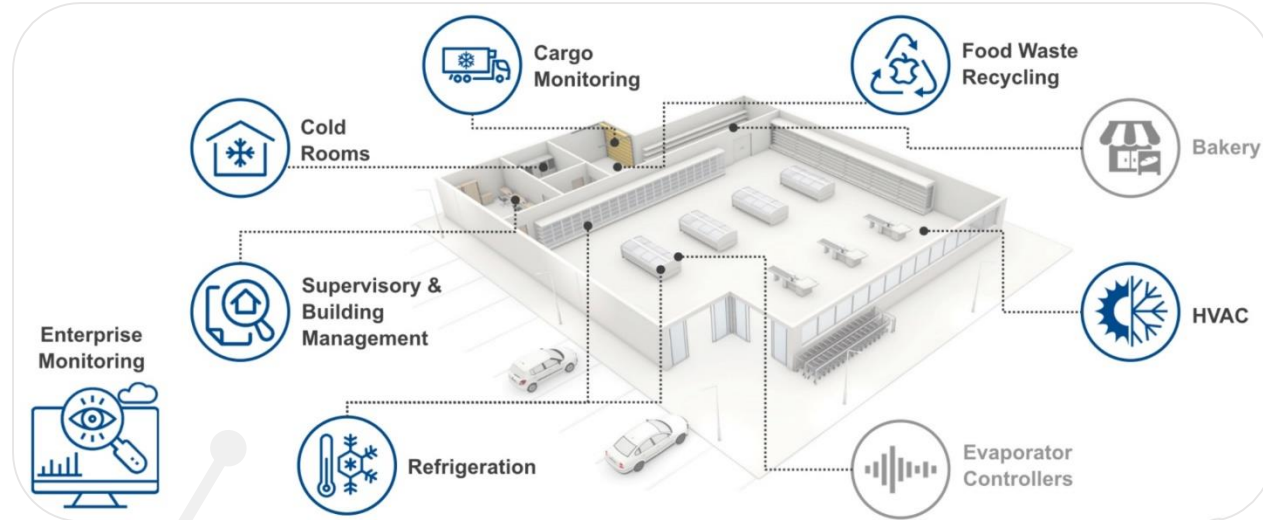 Cargo
Monitoring
Food Waste
Recycling
Cold
Rooms
Bakery
Supervisory &
Building
Management
HVAC
Enterprise
Monitoring
Refrigeration
Evaporator
Controllers